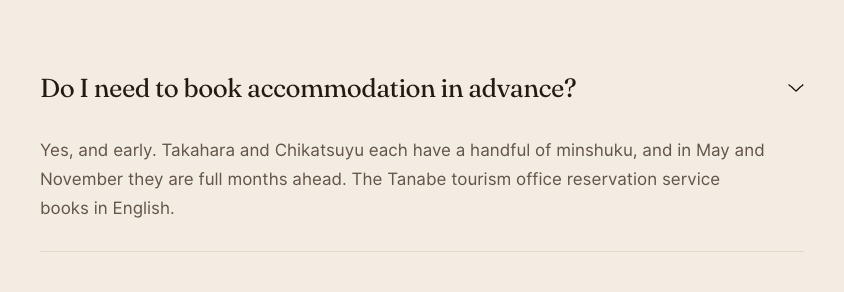 Do I need to book accommodation in advance?
Yes, and early. Takahara and Chikatsuyu each have a handful of minshuku, and in May and
November they are full months ahead. The Tanabe tourism office reservation service
books in English.